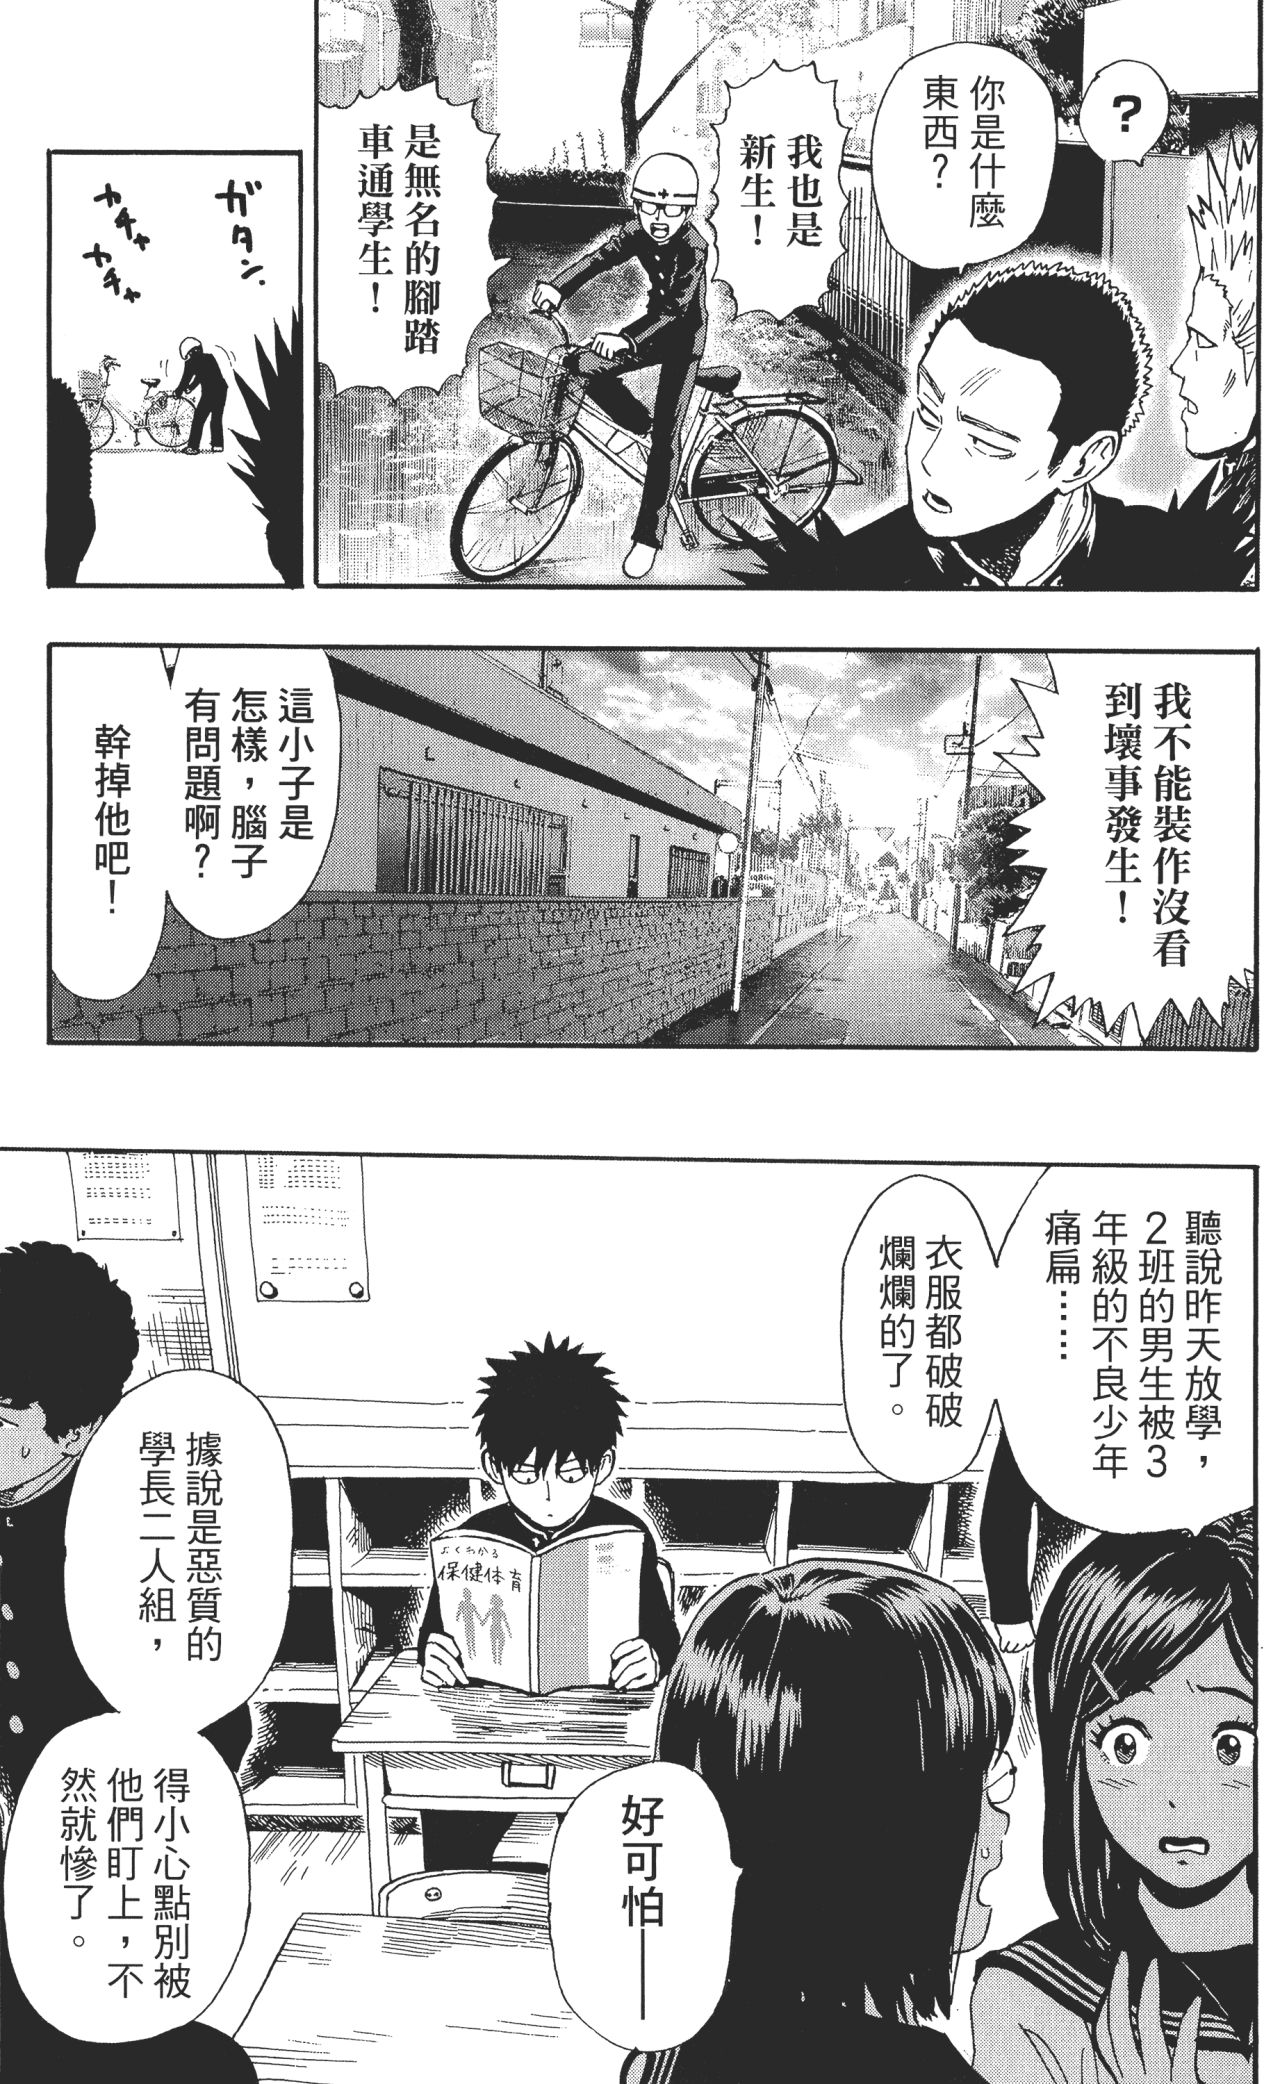 ？
你是什麼
東西？
我也是
新生！
是無名的腳踏
車通學生！
ガタン
カチャ
カチャ
我不能裝作沒看
到壞事發生！
這小子是
怎樣，腦子
有問題啊？
幹掉他吧！
聽說昨天放學，
2班的男生被3
年級的不良少年
痛扁……
衣服都破破
爛爛的了。
よくわかる
保健体育
好可怕——
據說是惡質的
學長二人組，
得小心點別被
他們盯上，不
然就慘了。